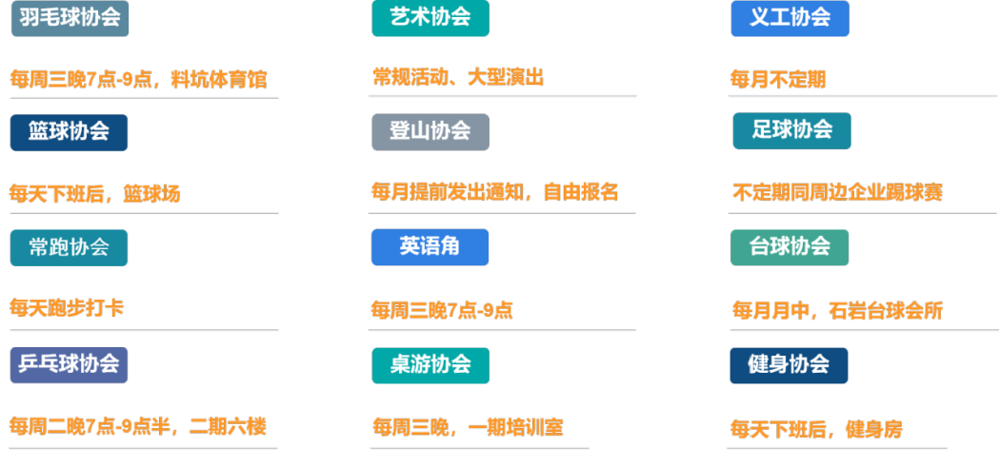 羽毛球协会
艺术协会
义工协会
每周三晚7点-9点，料坑体育馆
常规活动、大型演出
每月不定期
篮球协会
登山协会
足球协会
每天下班后，篮球场
每月提前发出通知，自由报名
不定期同周边企业踢球赛
常跑协会
英语角
台球协会
每天跑步打卡
每周三晚7点-9点
每月月中，石岩台球会所
乒乓球协会
桌游协会
健身协会
每周二晚7点-9点半，二期六楼
每周三晚，一期培训室
每天下班后，健身房